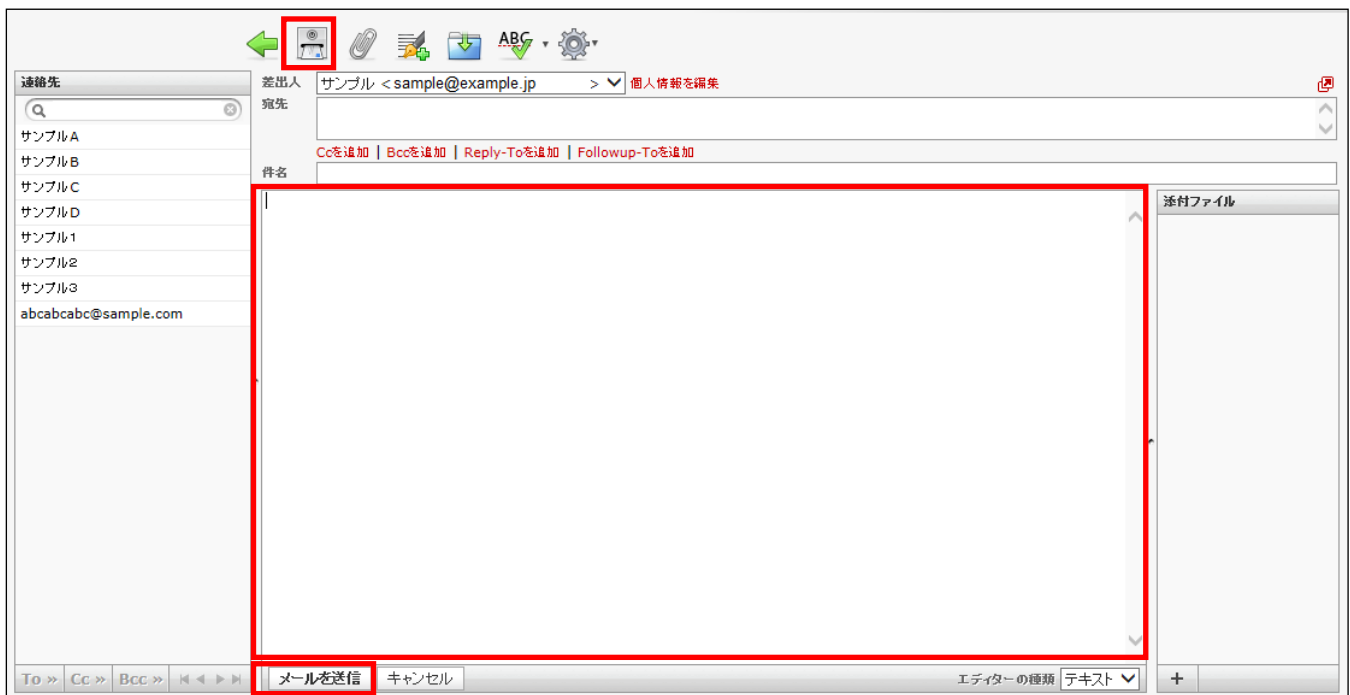 ABC
連絡先
差出人 サンプル <sample@example.jp > 個人情報を編集
宛先
サンプルA
Ccを追加 | Bccを追加 | Reply-Toを追加 | Followup-Toを追加
サンプルB
件名
サンプルC
添付ファイル
サンプルD
サンプル1
サンプル2
サンプル3
abcabcabc@sample.com
To » Cc » Bcc » メールを送信 キャンセル エディターの種類 テキスト +